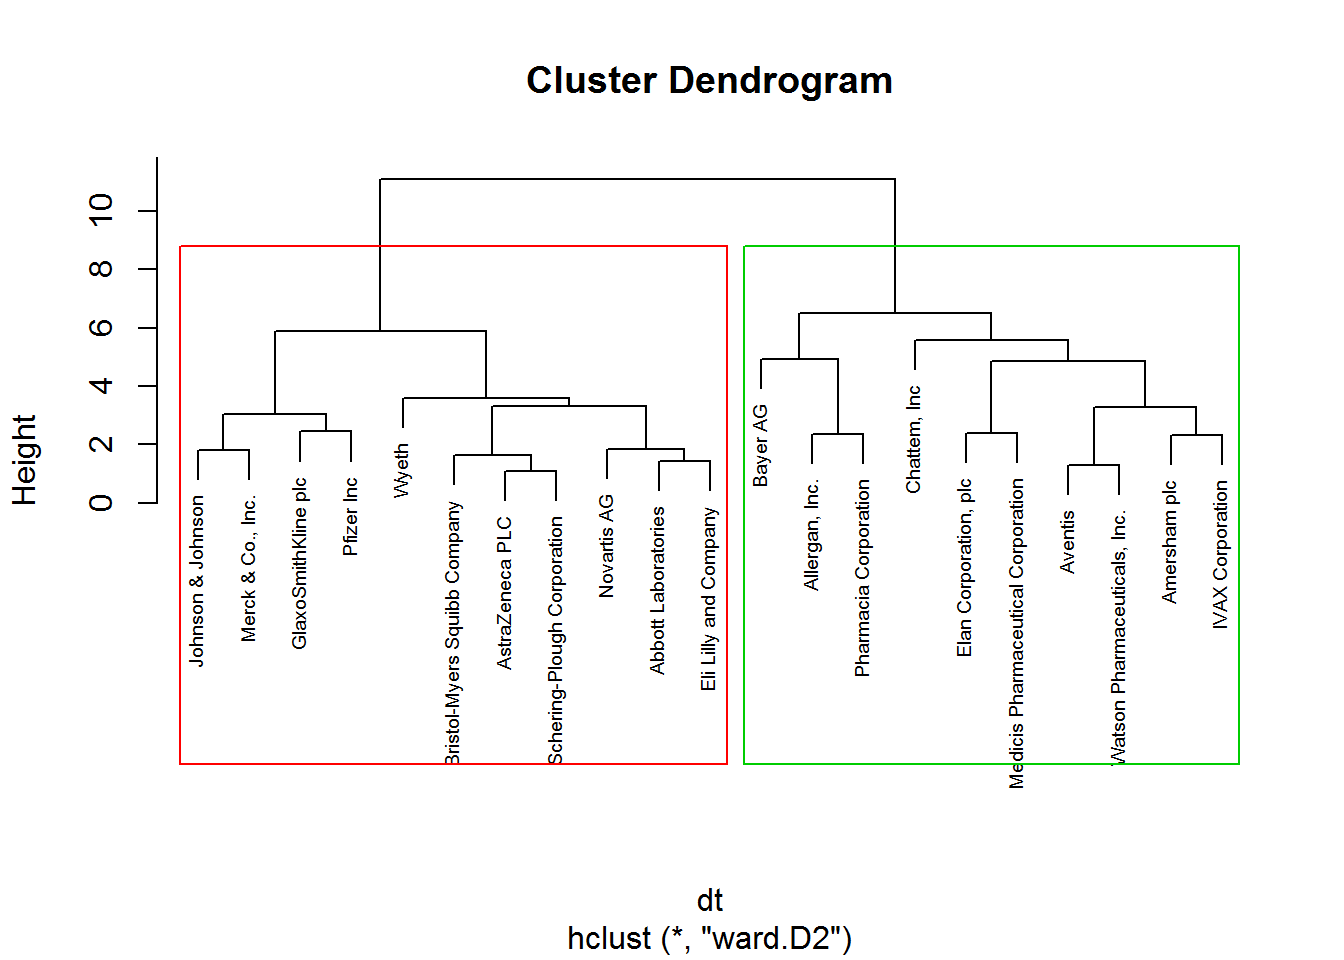 Cluster Dendrogram
Height
10
8
6
4
2
0
Johnson & Johnson
Merck & Co., Inc.
GlaxoSmithKline plc
Pfizer Inc
Wyeth
Bristol-Myers Squibb Company
AstraZeneca PLC
Schering-Plough Corporation
Novartis AG
Abbott Laboratories
Eli Lilly and Company
Bayer AG
Allergan, Inc.
Pharmacia Corporation
Chattem, Inc
Elan Corporation, plc
Medicis Pharmaceutical Corporation
Aventis
Watson Pharmaceuticals, Inc.
Amersham plc
IVAX Corporation
dt
hclust (*, "ward.D2")